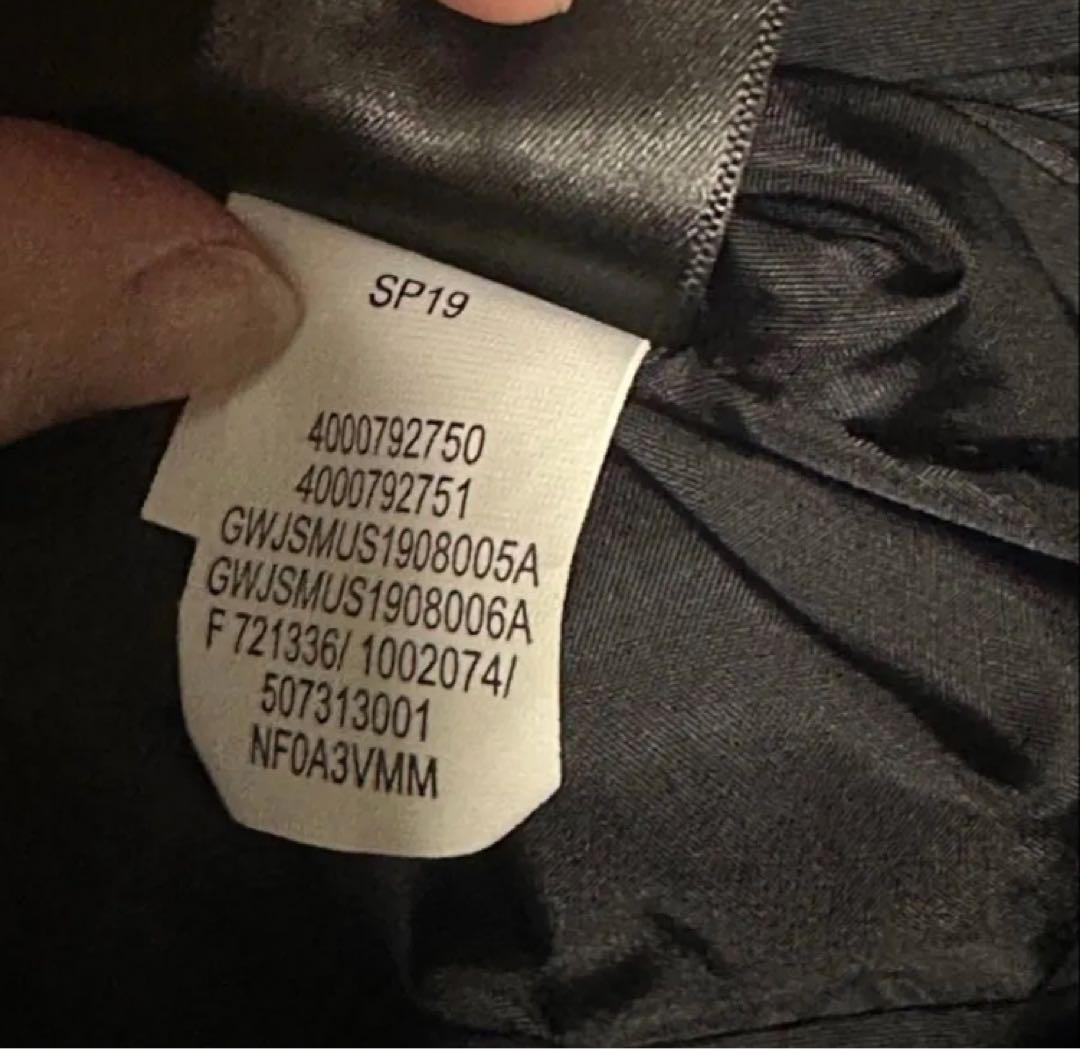 SP19
4000792750
4000792751
GWJSMUS1908005A
GWJSMUS1908006A
F 721336/ 1002074/
507313001
NF0A3VMM